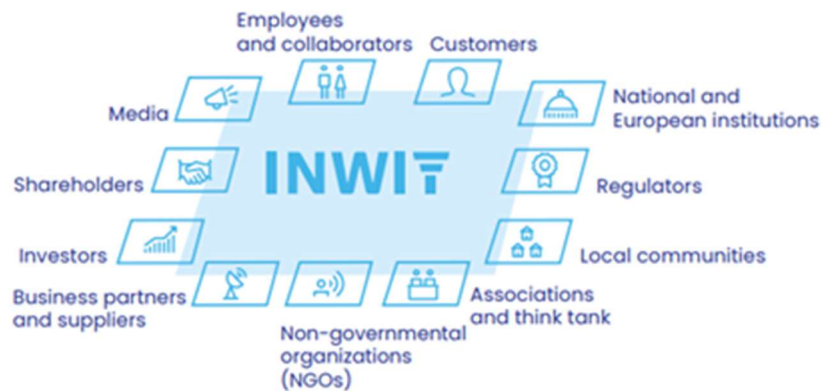 Employees
and collaborators
Customers
Media
National and
European institutions
INWIT
Shareholders
Regulators
Investors
Local communities
Business partners
and suppliers
Non-governmental
organizations
(NGOs)
Associations
and think tank